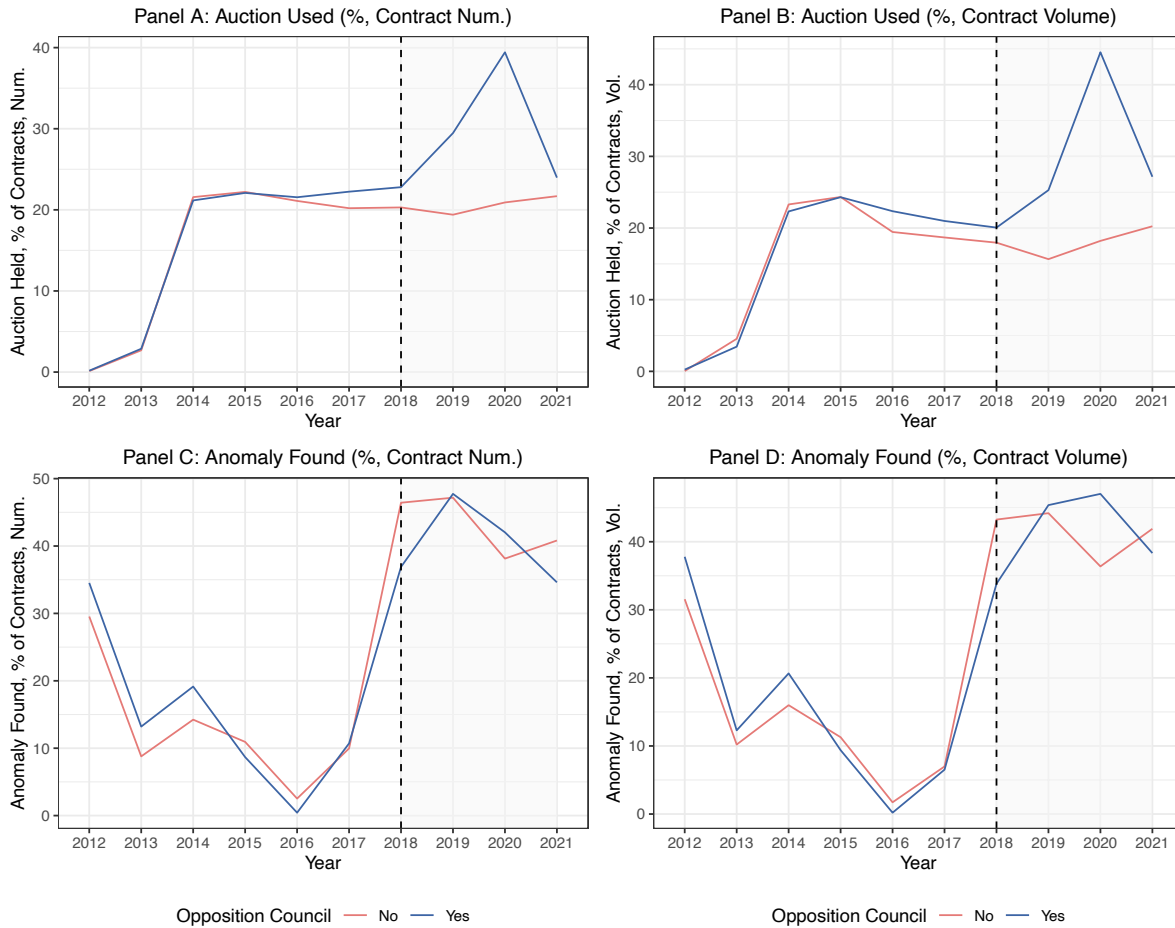 Panel A: Auction Used (%, Contract Num.)
Auction Held, % of Contracts, Num.
40
30
20
10
0
2012 2013 2014 2015 2016 2017 2018 2019 2020 2021
Year
Panel B: Auction Used (%, Contract Volume)
Auction Held, % of Contracts, Vol.
40
30
20
10
0
2012 2013 2014 2015 2016 2017 2018 2019 2020 2021
Year
Panel C: Anomaly Found (%, Contract Num.)
Anomaly Found, % of Contracts, Num.
50
40
30
20
10
0
2012 2013 2014 2015 2016 2017 2018 2019 2020 2021
Year
Panel D: Anomaly Found (%, Contract Volume)
Anomaly Found, % of Contracts, Vol.
40
30
20
10
0
2012 2013 2014 2015 2016 2017 2018 2019 2020 2021
Year
Opposition Council No Yes
Opposition Council No Yes